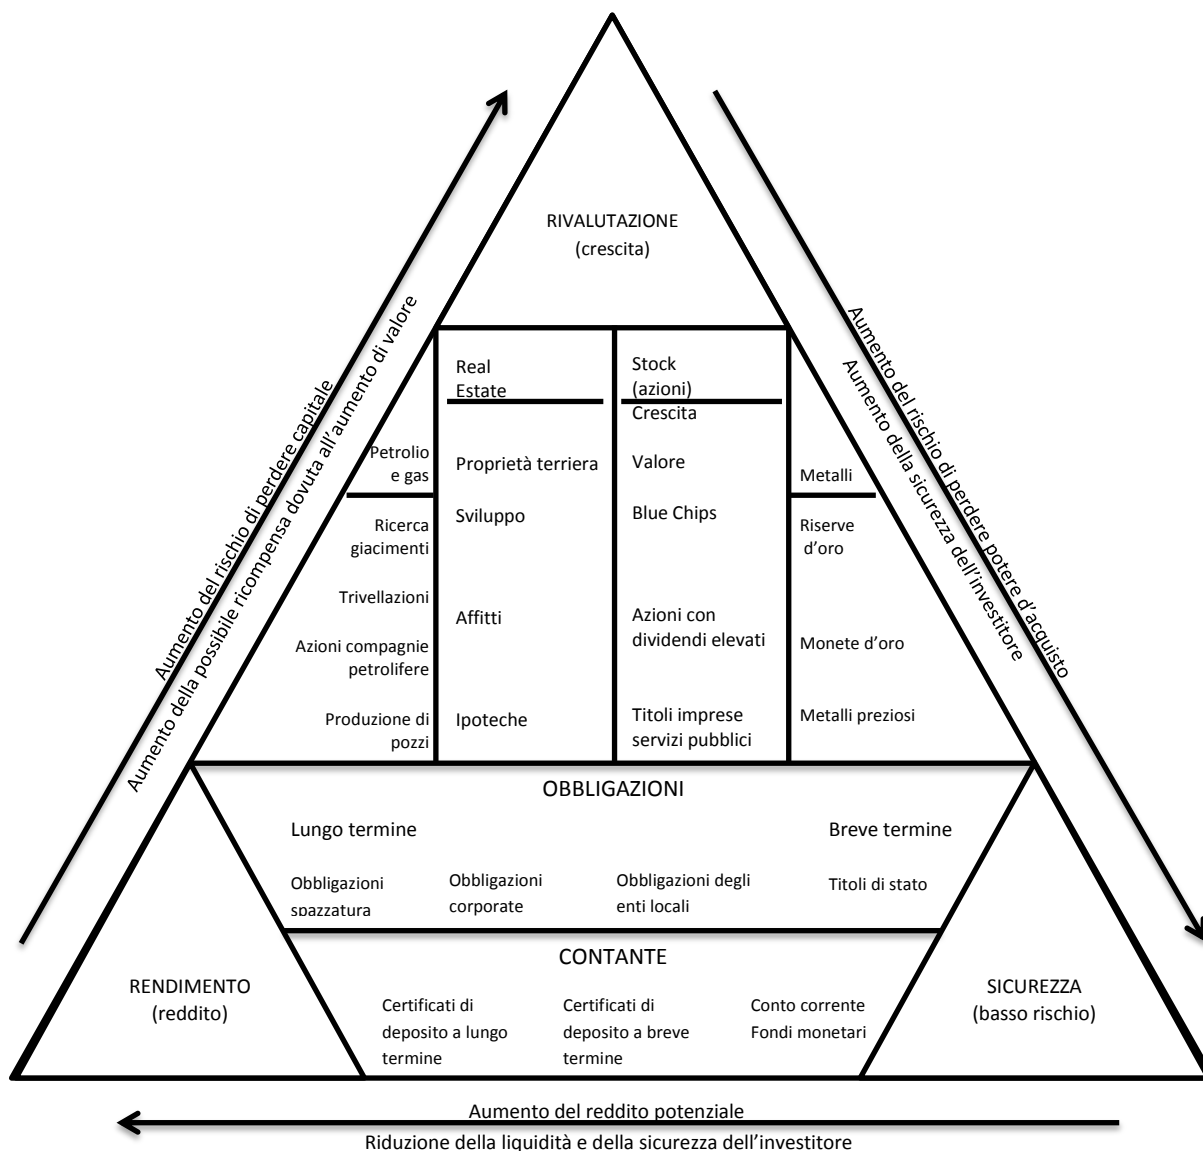 RIVALUTAZIONE
(crescita)
Aumento del rischio di perdere capitale
Aumento della possibile ricompensa dovuta all'aumento di valore
Aumento del rischio di perdere potere d'acquisto
Aumento della sicurezza dell'investitore
Petrolio
e gas
Ricerca
giacimenti
Trivellazioni
Azioni compagnie
petrolifere
Produzione di
pozzi
Real
Estate
Proprietà terriera
Sviluppo
Affitti
Ipoteche
Stock
(azioni)
Crescita
Valore
Blue Chips
Azioni con
dividendi elevati
Titoli imprese
servizi pubblici
Metalli
Riserve
d'oro
Monete d'oro
Metalli preziosi
OBBLIGAZIONI
Lungo termine
Breve termine
Obbligazioni
spazzatura
Obbligazioni
corporate
Obbligazioni degli
enti locali
Titoli di stato
CONTANTE
Certificati di
deposito a lungo
termine
Certificati di
deposito a breve
termine
Conto corrente
Fondi monetari
RENDIMENTO
(reddito)
SICUREZZA
(basso rischio)
Aumento del reddito potenziale
Riduzione della liquidità e della sicurezza dell'investitore